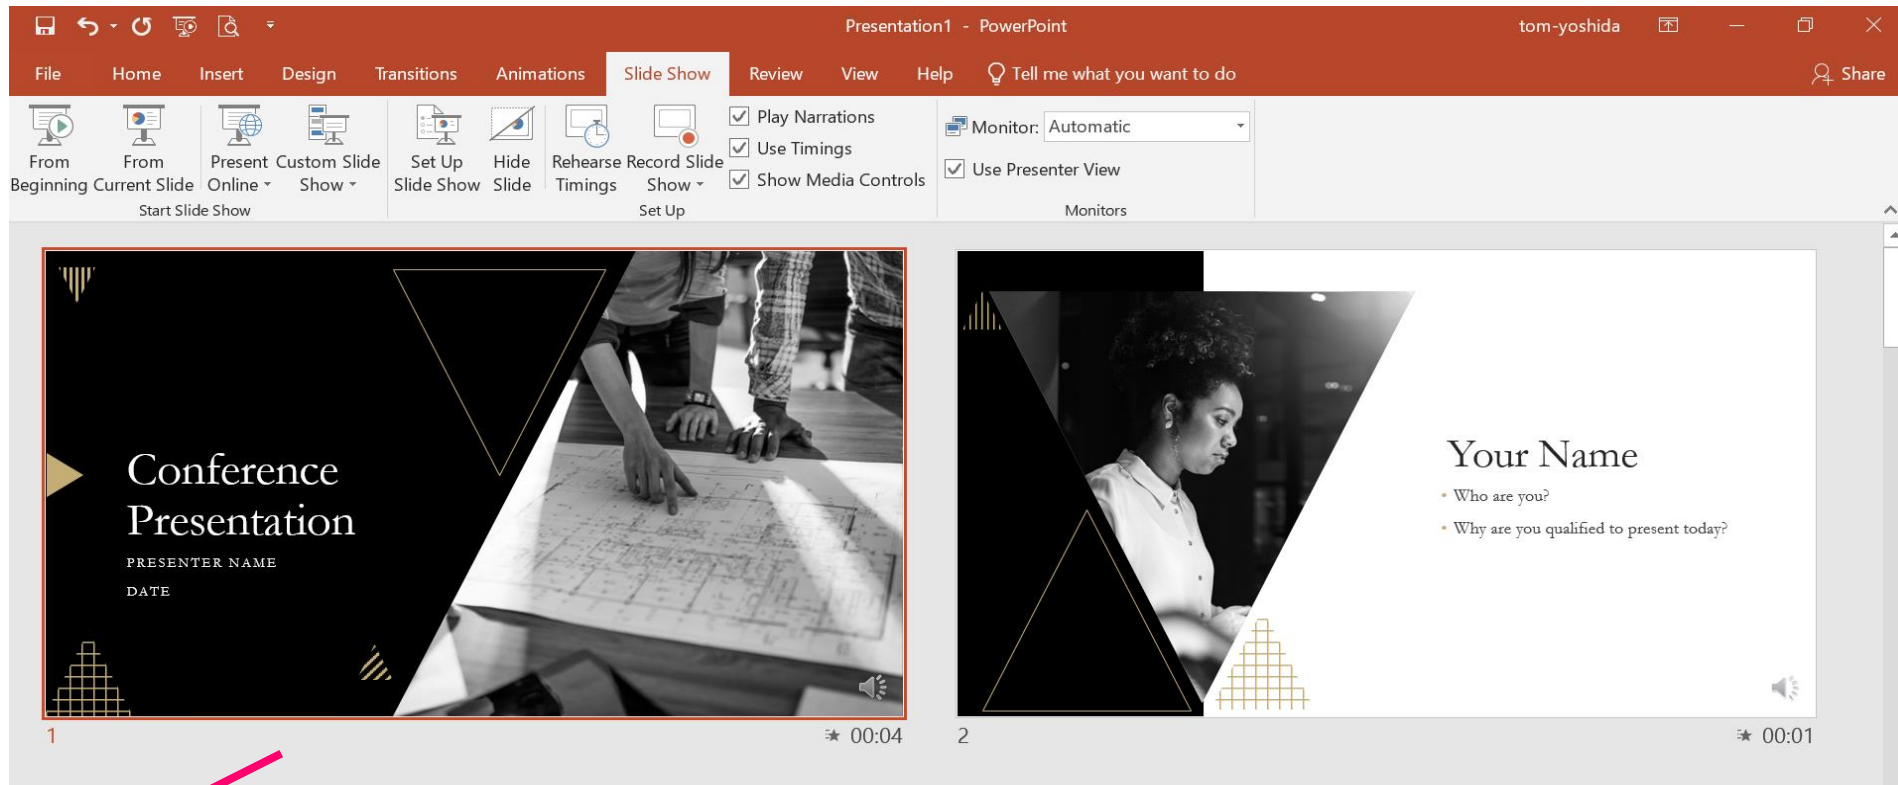 Presentation1 - PowerPoint
tom-yoshida
File Home Insert Design Transitions Animations Slide Show Review View Help Tell me what you want to do Share
From Beginning
From Current Slide
Present Online
Custom Slide Show
Start Slide Show
Set Up Slide Show
Hide Slide
Rehearse Timings
Record Slide Show
Play Narrations
Use Timings
Show Media Controls
Set Up
Monitor: Automatic
Use Presenter View
Monitors
Conference
Presentation
PRESENTER NAME
DATE
1 00:04
Your Name
• Who are you?
• Why are you qualified to present today?
2 00:01